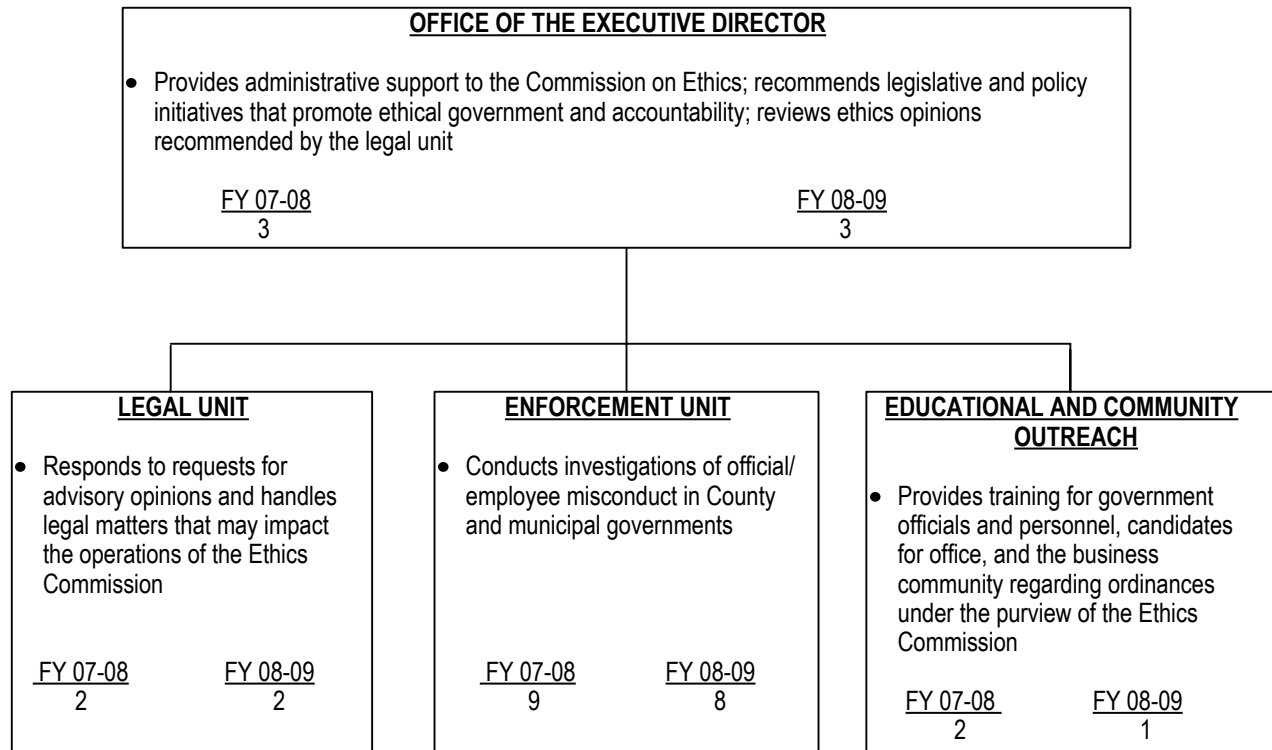 OFFICE OF THE EXECUTIVE DIRECTOR
• Provides administrative support to the Commission on Ethics; recommends legislative and policy
initiatives that promote ethical government and accountability; reviews ethics opinions
recommended by the legal unit
FY 07-08 FY 08-09
3 3
LEGAL UNIT
• Responds to requests for
advisory opinions and handles
legal matters that may impact
the operations of the Ethics
Commission
FY 07-08 FY 08-09
2 2
ENFORCEMENT UNIT
• Conducts investigations of official/
employee misconduct in County
and municipal governments
FY 07-08 FY 08-09
9 8
EDUCATIONAL AND COMMUNITY
OUTREACH
• Provides training for government
officials and personnel, candidates
for office, and the business
community regarding ordinances
under the purview of the Ethics
Commission
FY 07-08 FY 08-09
2 1